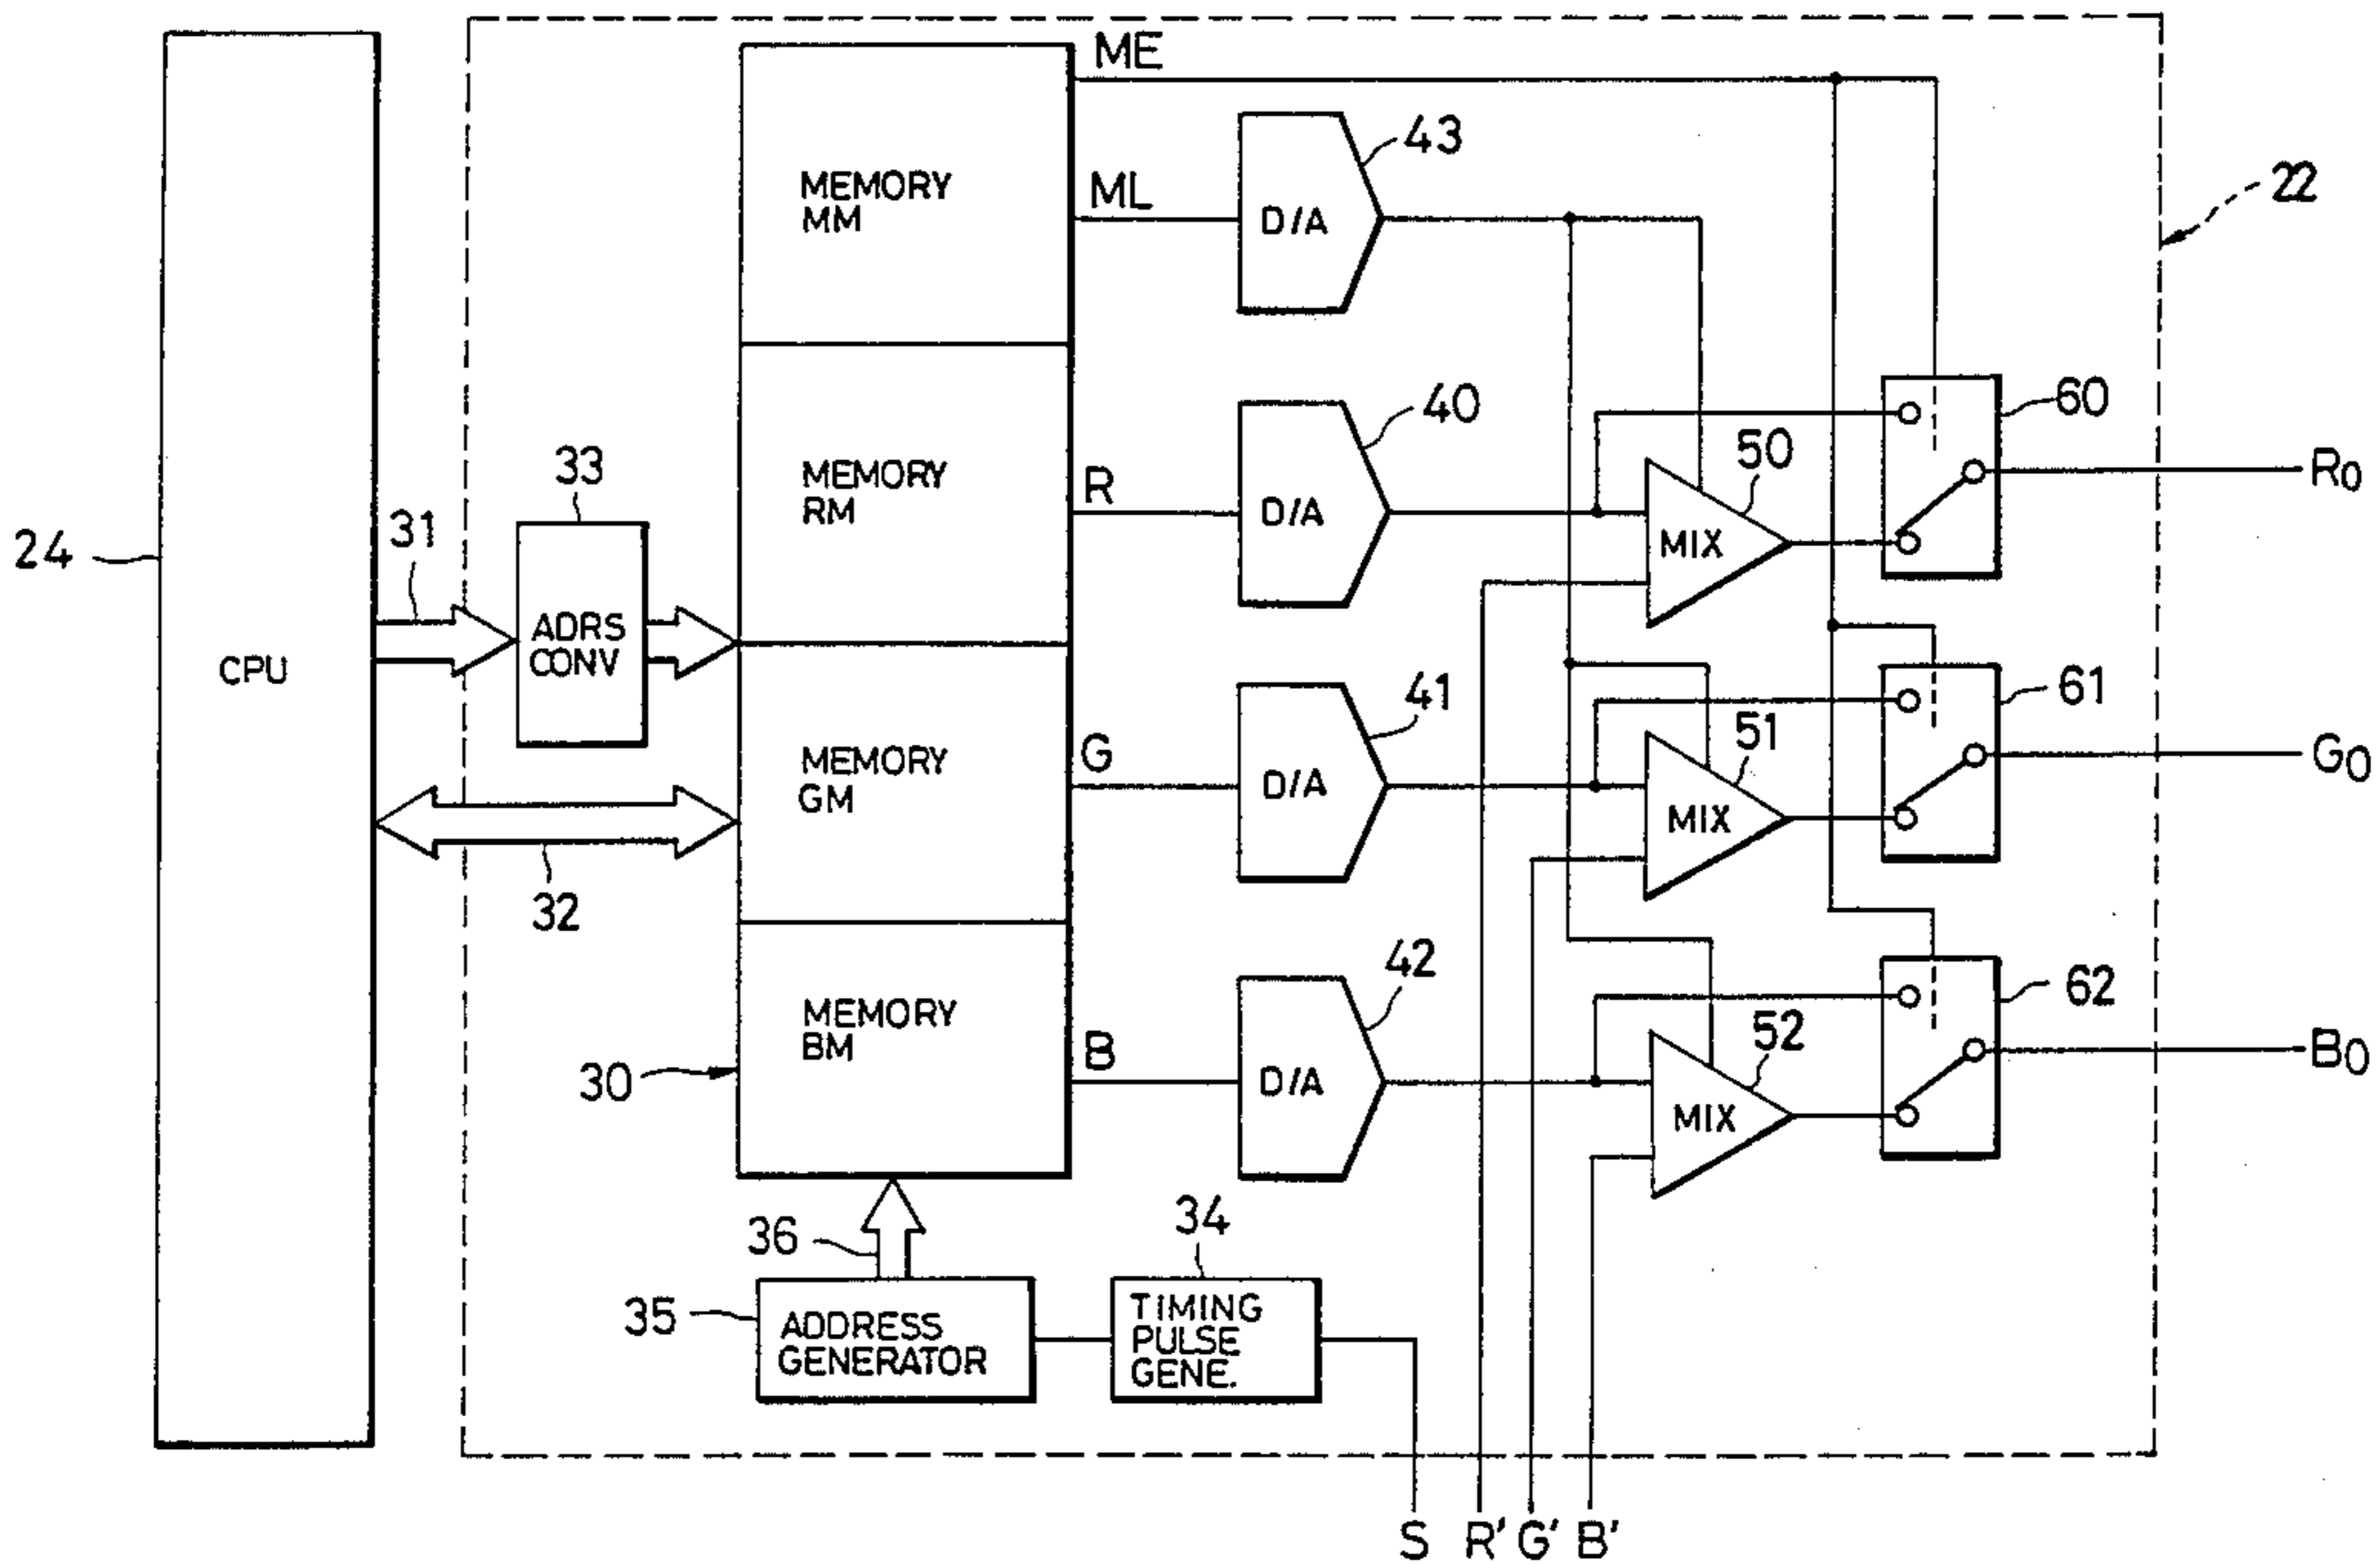 ME
22
43
MEMORY
MM
ML
D/A
40
60
33
MEMORY
RM
R
D/A
50
MIX
R0
24
31
ADRS
CONV
CPU
41
61
51
MEMORY
GM
G
D/A
MIX
G0
32
42
62
MEMORY
BM
B
D/A
52
MIX
B0
30
36
34
35
ADDRESS
GENERATOR
TIMING
PULSE
GENE.
S R' G' B'